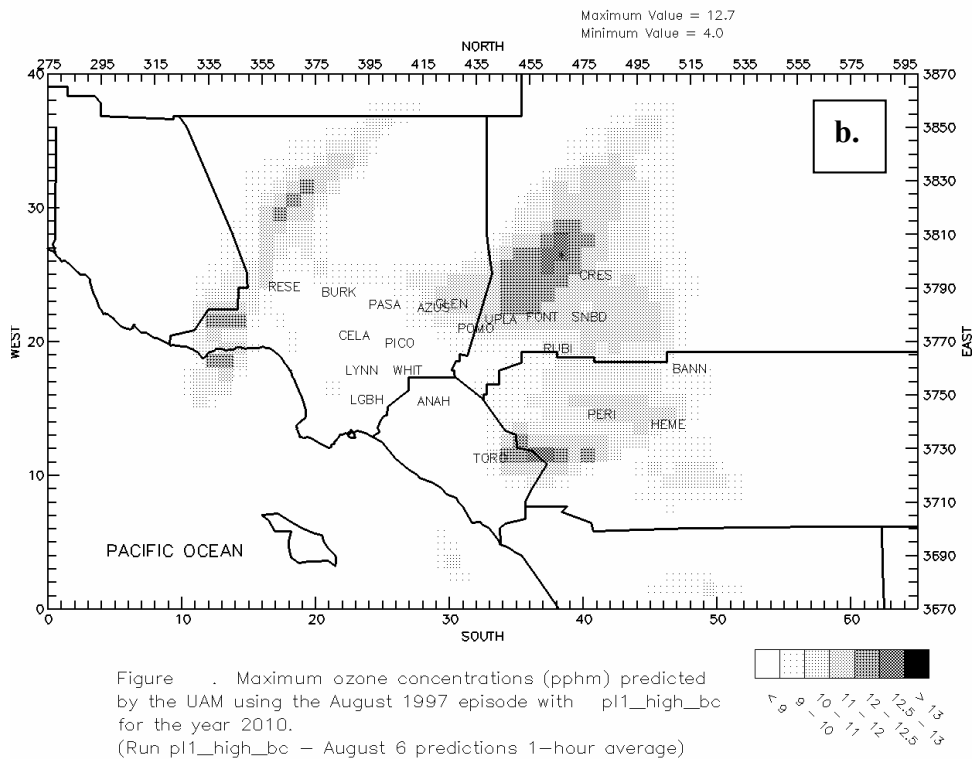 Maximum Value = 12.7
Minimum Value = 4.0
NORTH
275 295 315 335 355 375 395 415 435 455 475 495 515 535 555 575 595
40 3870
b.
3850
30 3830
3810
CRES
RESE BURK 3790
PASA AZUS GLEN
UPLA FONT SNBD
POMO
WEST 20 CELA PICO RUBI 3770 EAST
LYNN WHIT BANN
3750
LGBH ANAH PERI HEME
3730
TORO
10
3710
PACIFIC OCEAN 3690
0 3670
0 10 20 30 40 50 60
SOUTH
Figure . Maximum ozone concentrations (pphm) predicted
by the UAM using the August 1997 episode with pl1_high_bc
for the year 2010.
(Run pl1_high_bc – August 6 predictions 1-hour average)
< 9
9 - 10
10 - 11
11 - 12
12 - 12.5
12.5 - 13
> 13